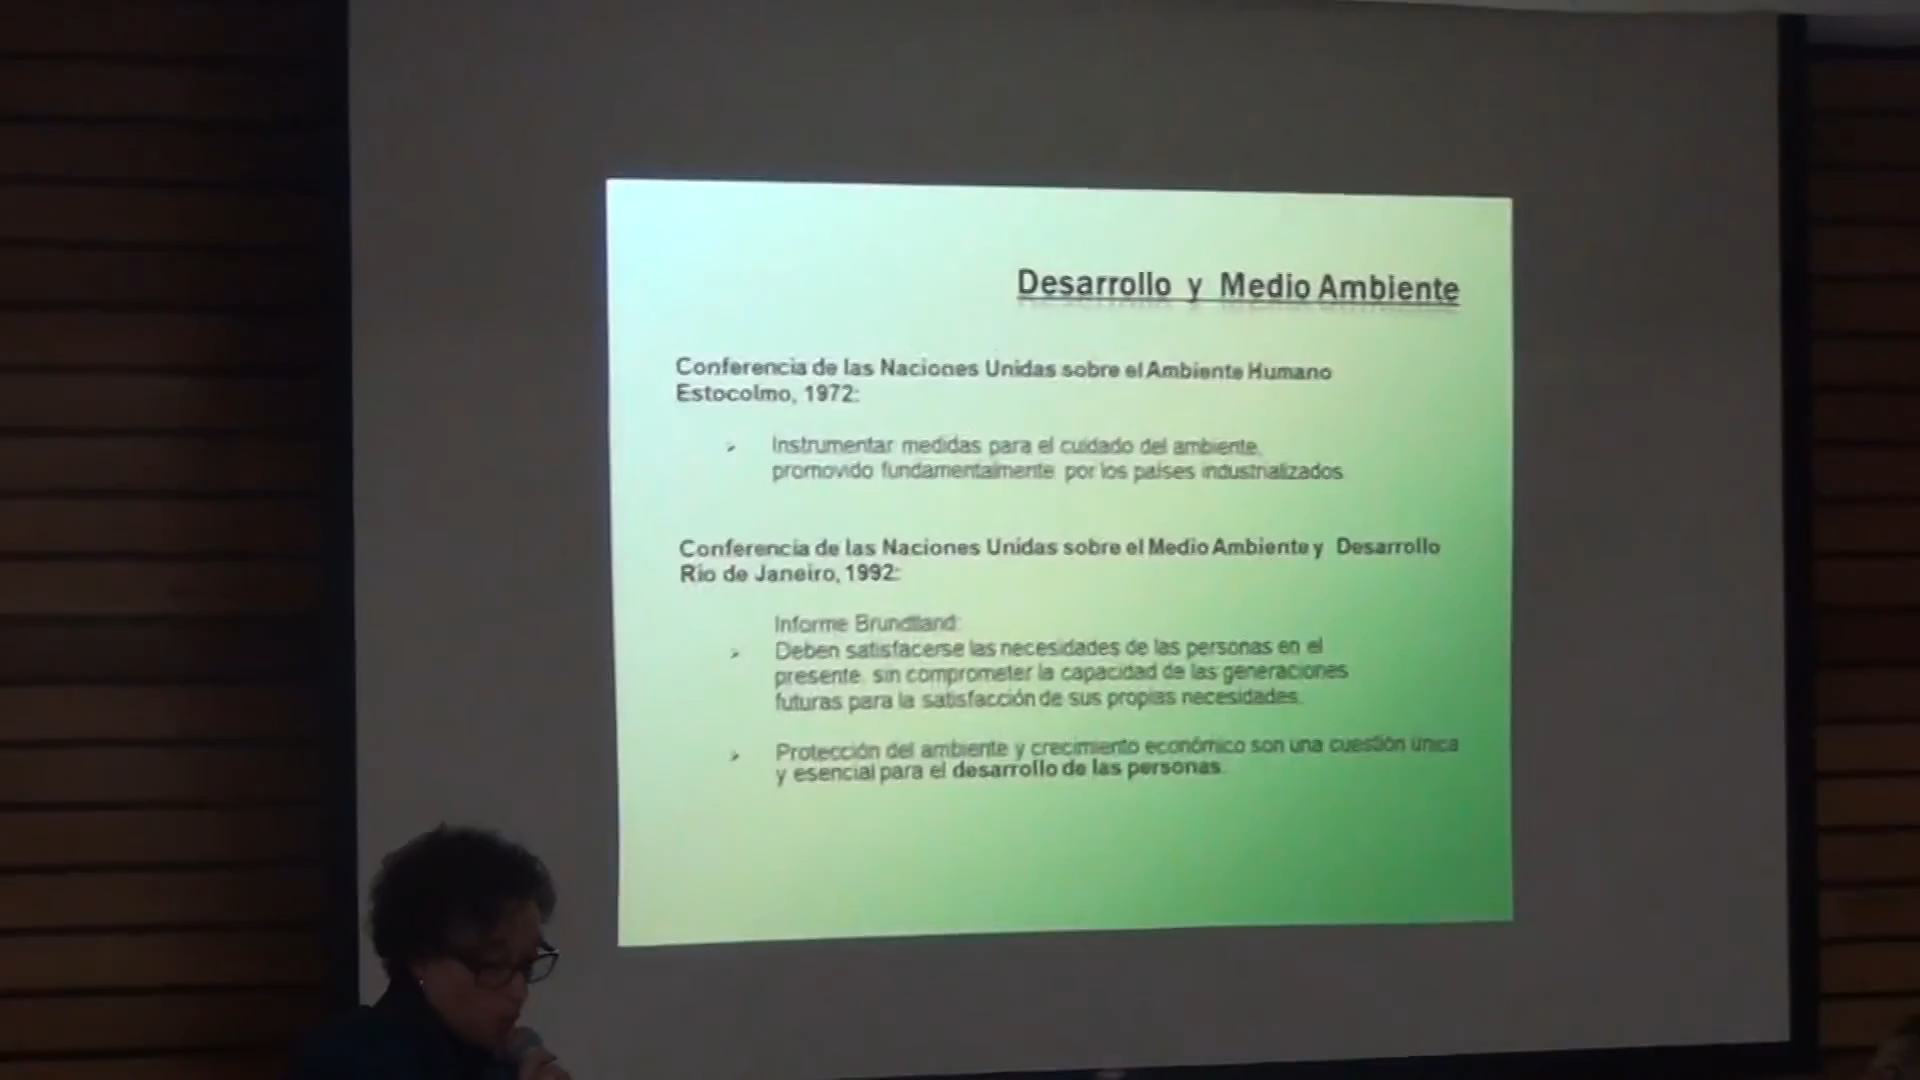 Desarrollo y Medio Ambiente
Conferencia de las Naciones Unidas sobre el Ambiente Humano
Estocolmo, 1972:
Instrumentar medidas para el cuidado del ambiente,
promovido fundamentalmente por los países industrializados
Conferencia de las Naciones Unidas sobre el Medio Ambiente y Desarrollo
Río de Janeiro, 1992:
Informe Brundtland:
Deben satisfacerse las necesidades de las personas en el
presente, sin comprometer la capacidad de las generaciones
futuras para la satisfacción de sus propias necesidades.
Protección del ambiente y crecimiento económico son una cuestión única
y esencial para el desarrollo de las personas.